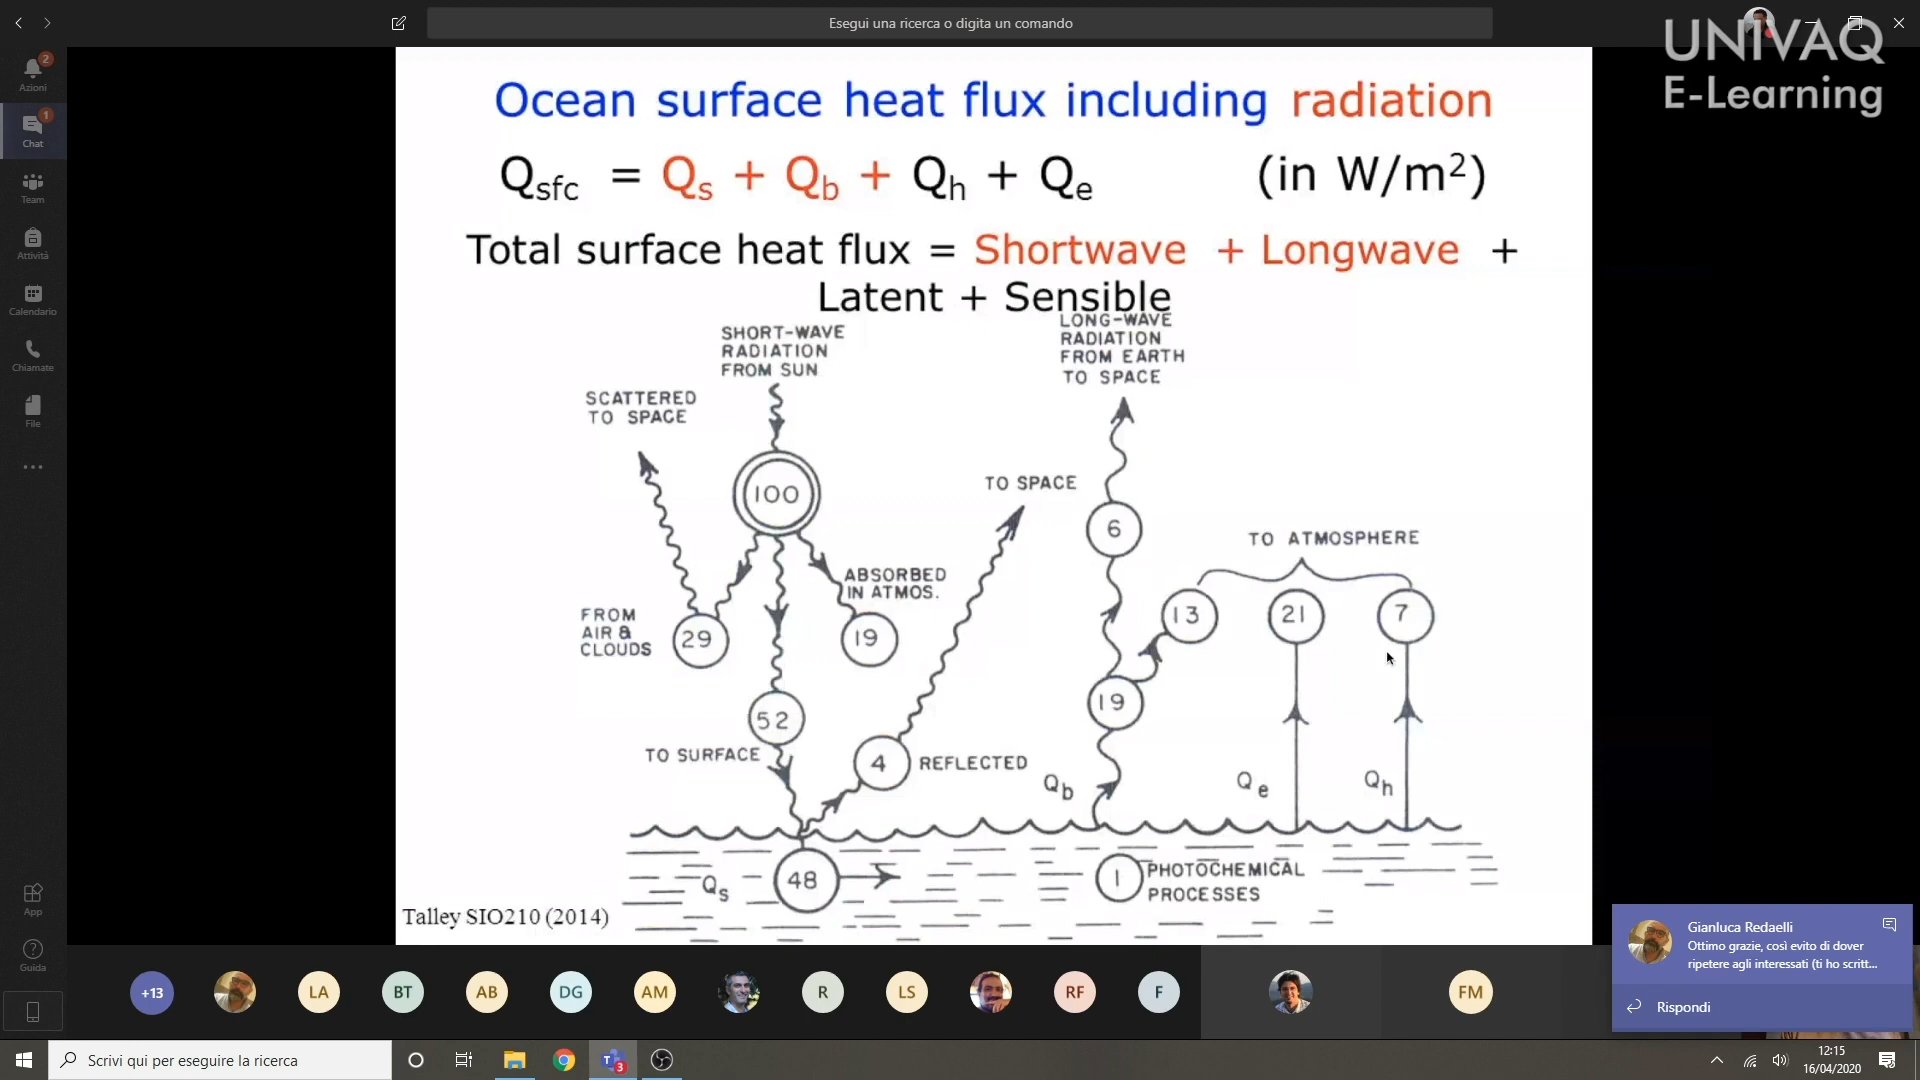 Esegui una ricerca o digita un comando
UNIVAQ
E-Learning
2
Azioni
1
Chat
Team
Attività
Calendario
Chiamate
File
App
Guida
Ocean surface heat flux including radiation
Qsfc = Qs + Qb + Qh + Qe (in W/m²)
Total surface heat flux = Shortwave + Longwave +
Latent + Sensible
SHORT-WAVE
RADIATION
FROM SUN
LONG-WAVE
RADIATION
FROM EARTH
TO SPACE
SCATTERED
TO SPACE
100
TO SPACE
6
TO ATMOSPHERE
ABSORBED
IN ATMOS.
FROM
AIR &
CLOUDS
29
19
13
21
7
52
19
TO SURFACE
4
REFLECTED
Qb
Qe
Qh
Qs
48
1
PHOTOCHEMICAL
PROCESSES
Talley SIO210 (2014)
Gianluca Redaelli
Ottimo grazie, così evito di dover
ripetere agli interessati (ti ho scritt...
Rispondi
+13
LA
BT
AB
DG
AM
R
LS
RF
F
FM
Scrivi qui per eseguire la ricerca
T
3
12:15
16/04/2020